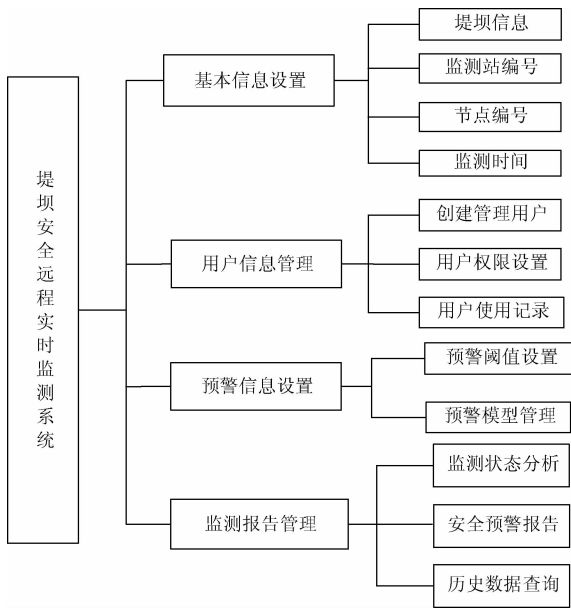 堤坝安全远程实时监测系统
基本信息设置
堤坝信息
监测站编号
节点编号
监测时间
用户信息管理
创建管理用户
用户权限设置
用户使用记录
预警信息设置
预警阈值设置
预警模型管理
监测报告管理
监测状态分析
安全预警报告
历史数据查询